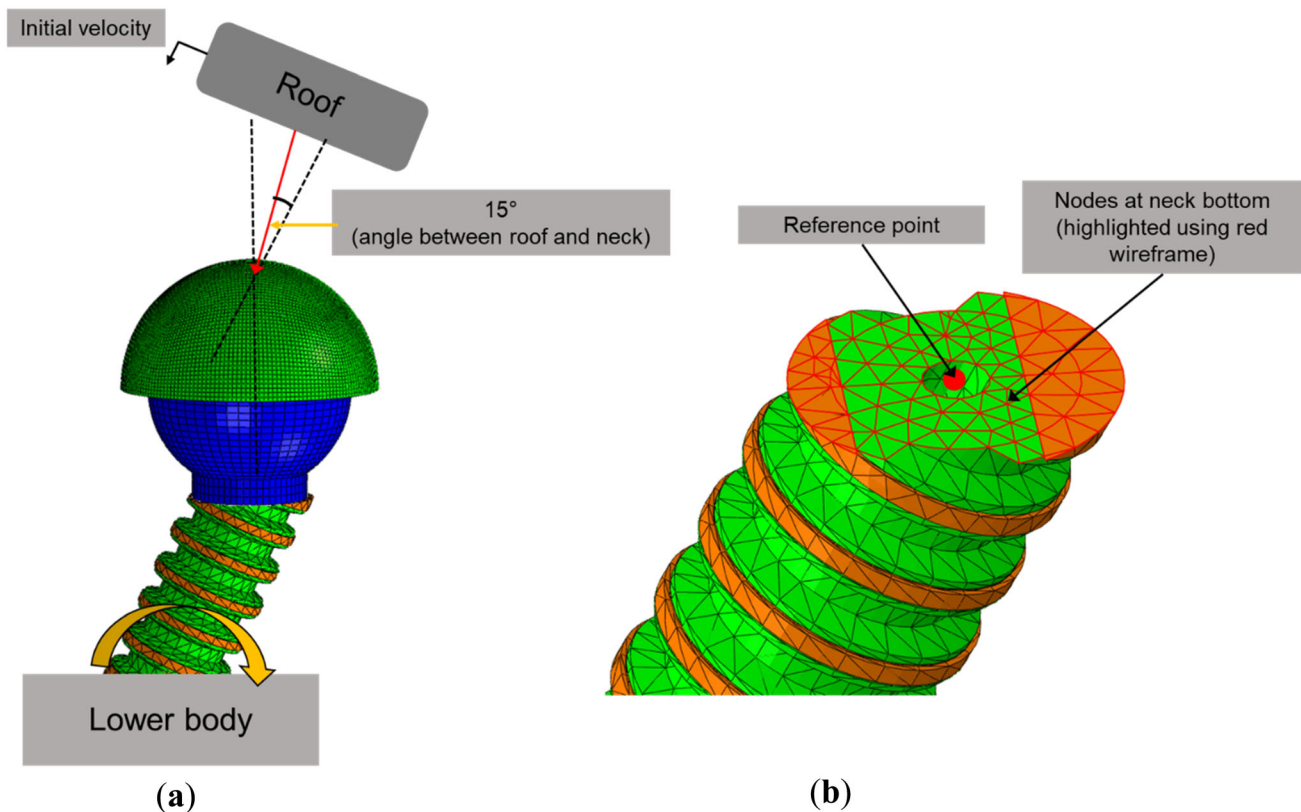 Initial velocity
Roof
15°
(angle between roof and neck)
Lower body
(a)
Reference point
Nodes at neck bottom
(highlighted using red
wireframe)
(b)